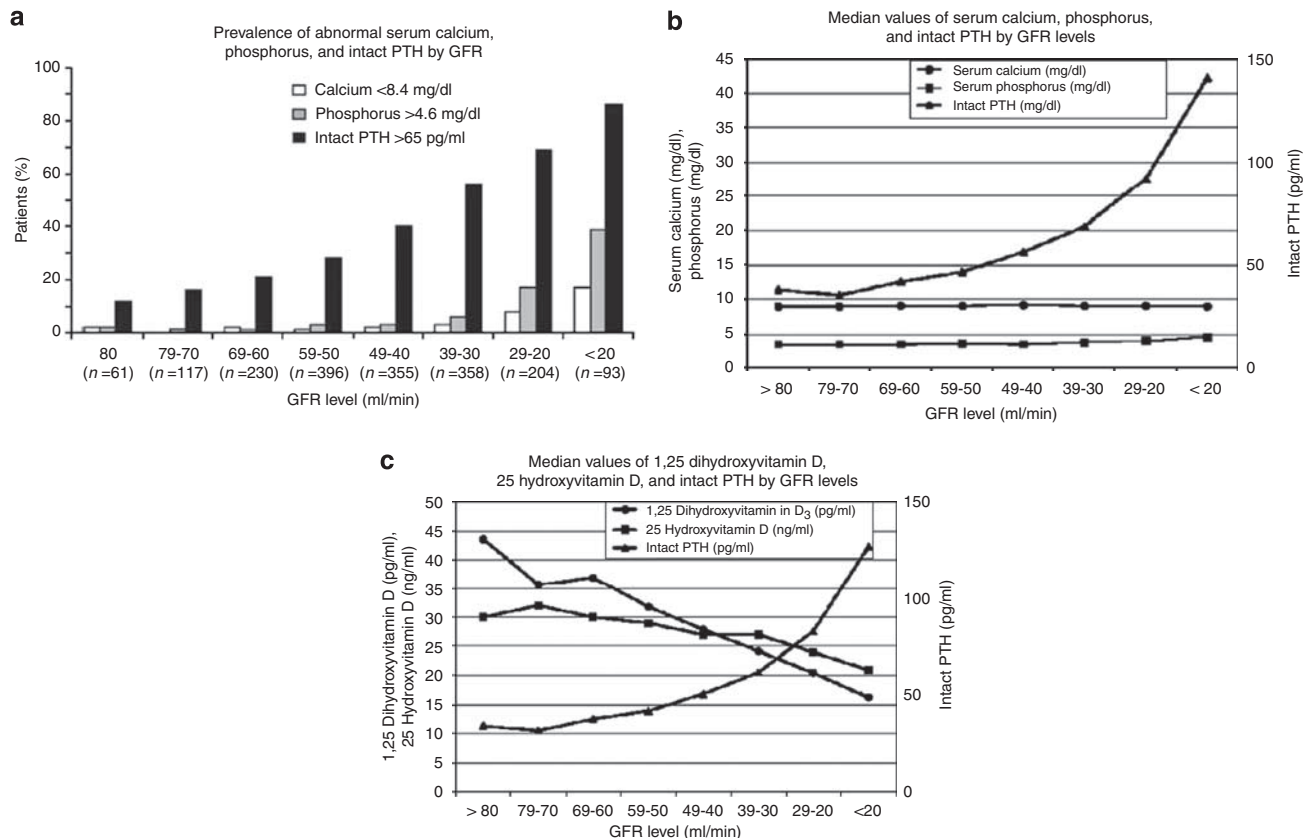 a
Prevalence of abnormal serum calcium,
phosphorus, and intact PTH by GFR
100
80
60
40
20
0
Patients (%)
Calcium <8.4 mg/dl
Phosphorus >4.6 mg/dl
Intact PTH >65 pg/ml
80 79-70 69-60 59-50 49-40 39-30 29-20 <20
(n =61) (n =117) (n =230) (n =396) (n =355) (n =358) (n =204) (n =93)
GFR level (ml/min)
b
Median values of serum calcium, phosphorus,
and intact PTH by GFR levels
45
40
35
30
25
20
15
10
5
0
Serum calcium (mg/dl),
phosphorus (mg/dl)
Serum calcium (mg/dl)
Serum phosphorus (mg/dl)
Intact PTH (mg/dl)
150
100
50
0
Intact PTH (pg/ml)
> 80 79-70 69-60 59-50 49-40 39-30 29-20 < 20
GFR level (ml/min)
c
Median values of 1,25 dihydroxyvitamin D,
25 hydroxyvitamin D, and intact PTH by GFR levels
50
45
40
35
30
25
20
15
10
5
0
1,25 Dihydroxyvitamin D (pg/ml),
25 Hydroxyvitamin D (ng/ml)
1,25 Dihydroxyvitamin in D3 (pg/ml)
25 Hydroxyvitamin D (ng/ml)
Intact PTH (pg/ml)
150
100
50
0
Intact PTH (pg/ml)
> 80 79-70 69-60 59-50 49-40 39-30 29-20 <20
GFR level (ml/min)